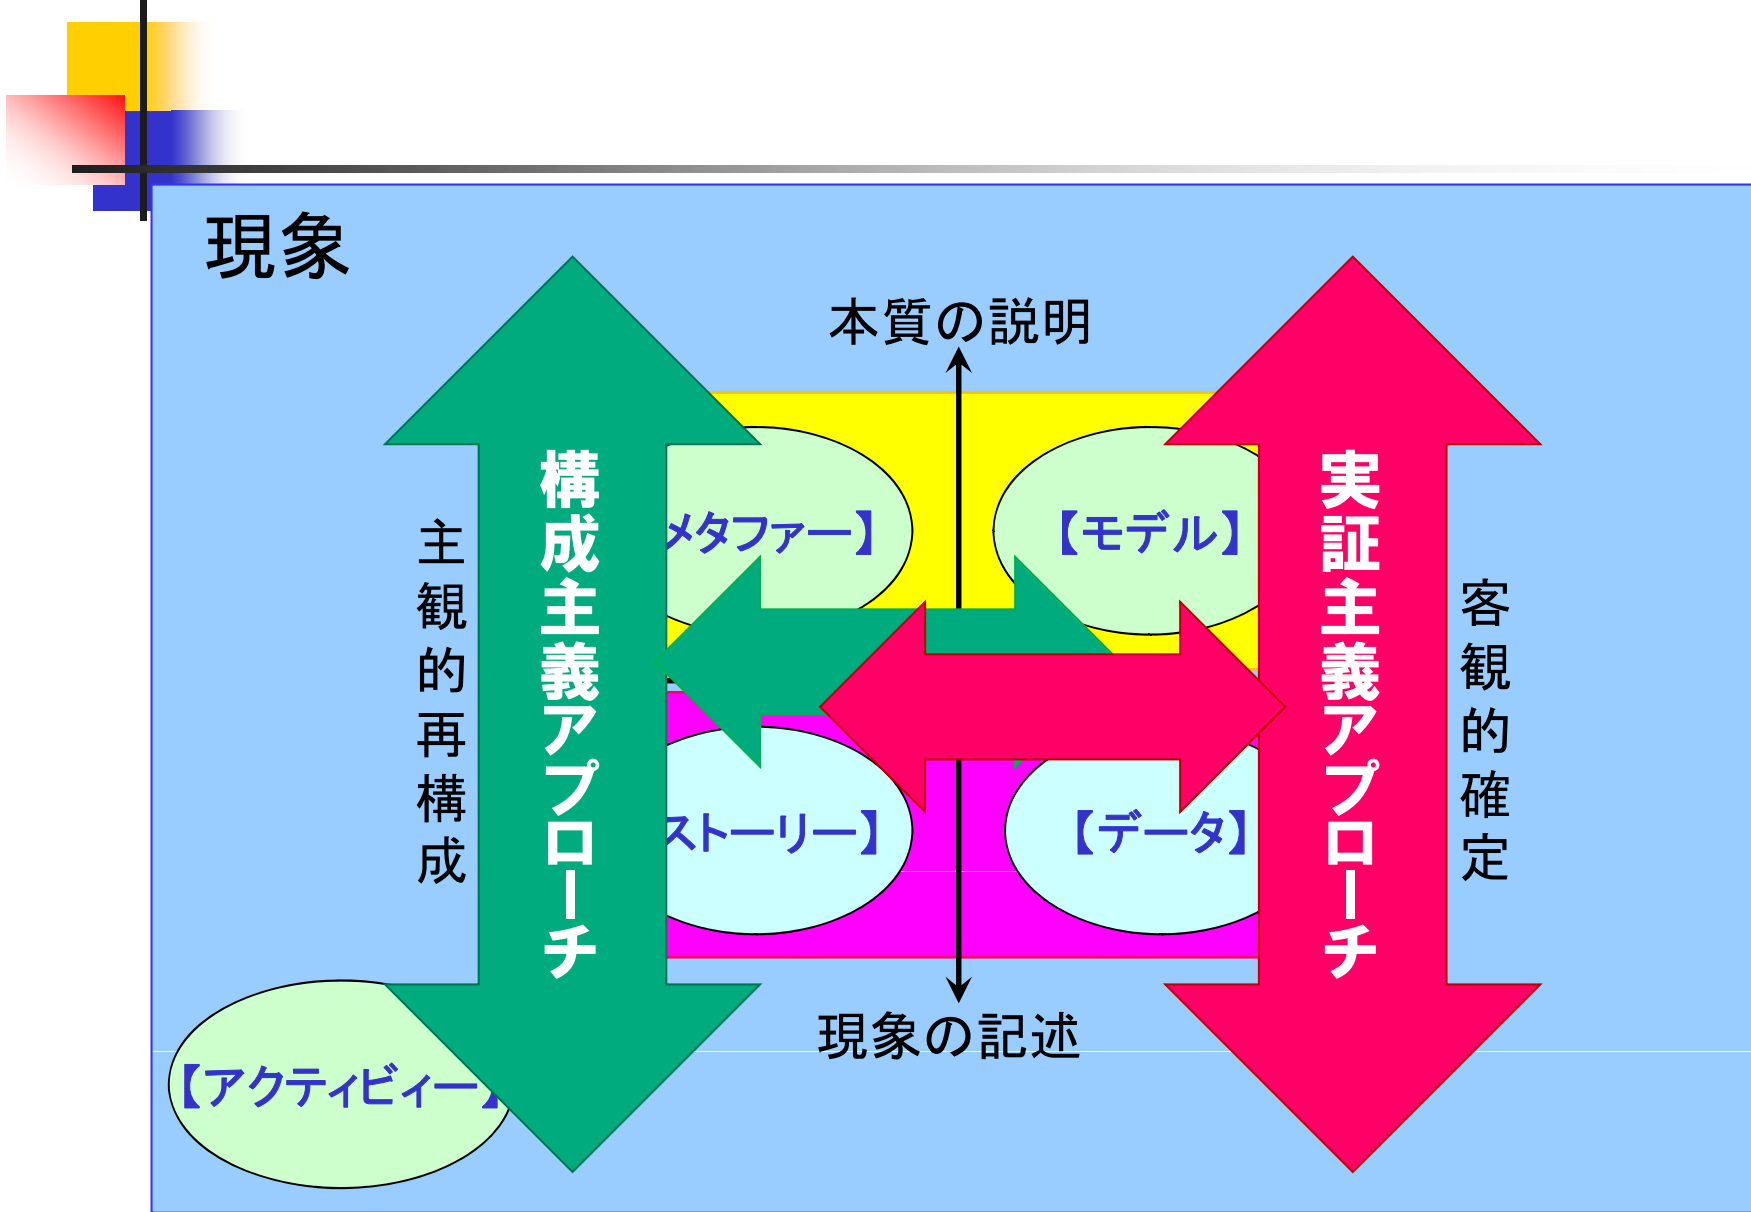 現象
本質の説明
構成主義アプローチ
実証主義アプローチ
主観的再構成
客観的確定
メタファー】
【モデル】
ストーリー】
【データ】
現象の記述
【アクティビィー】